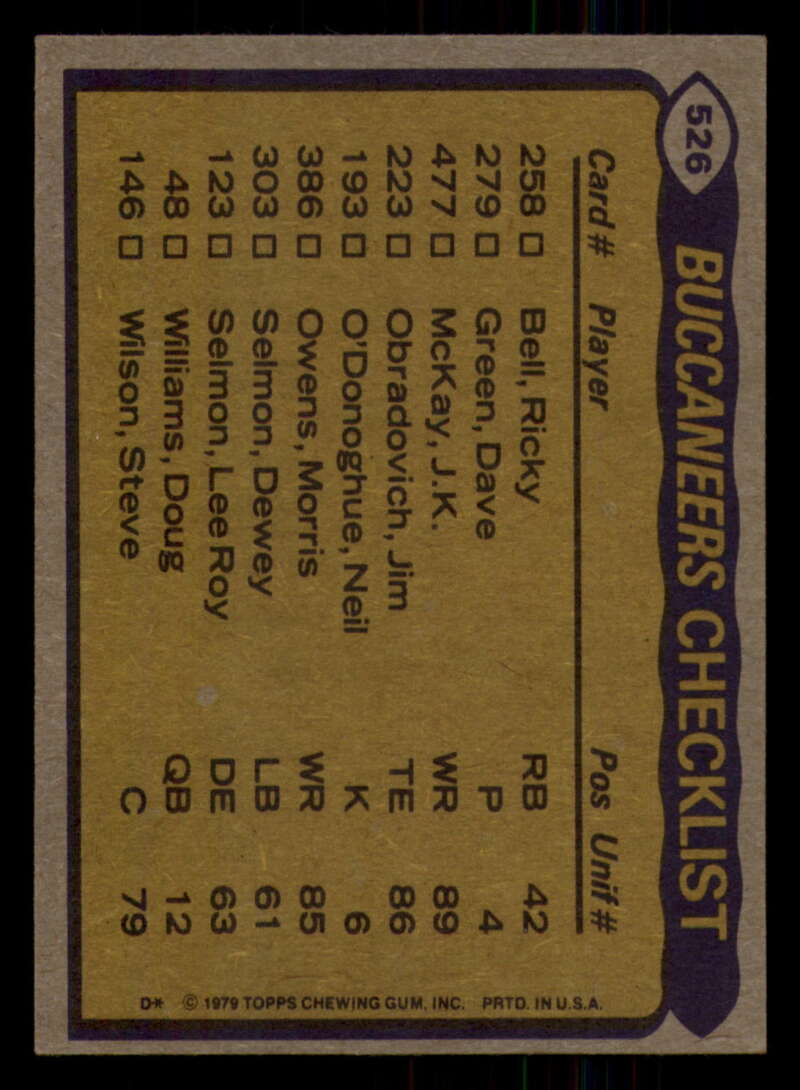 526
BUCCANEERS CHECKLIST
Card# Player Pos Unif#
258 □ Bell, Ricky RB 42
279 □ Green, Dave P 4
477 □ McKay, J.K. WR 89
223 □ Obradovich, Jim TE 86
193 □ O'Donoghue, Neil K 6
386 □ Owens, Morris WR 85
303 □ Selmon, Dewey LB 61
123 □ Selmon, Lee Roy DE 63
48 □ Williams, Doug QB 12
146 □ Wilson, Steve C 79
D* © 1979 TOPPS CHEWING GUM, INC. PRTD. IN U.S.A.